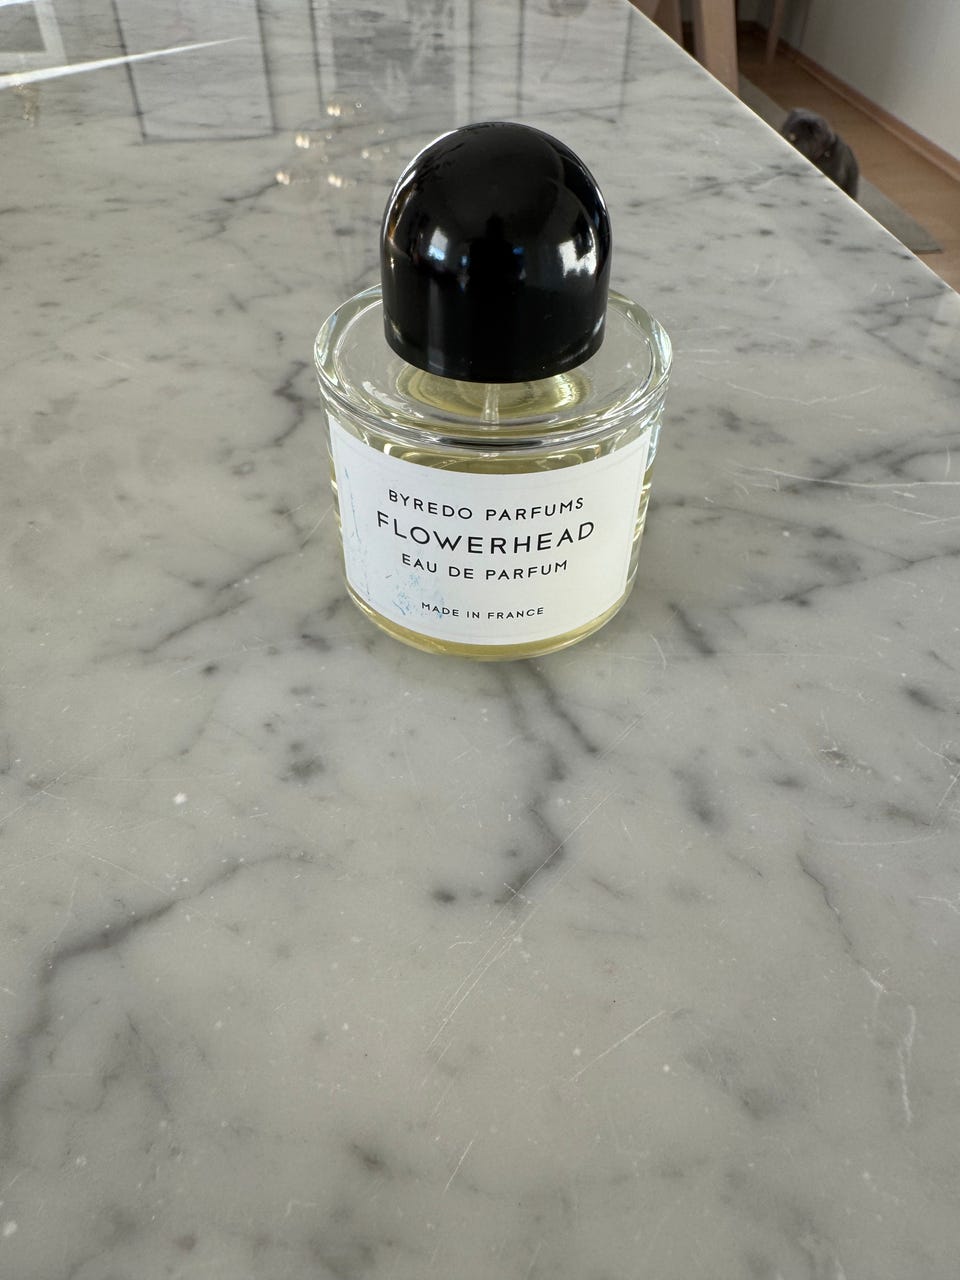 BYREDO PARFUMS
FLOWERHEAD
EAU DE PARFUM
MADE IN FRANCE